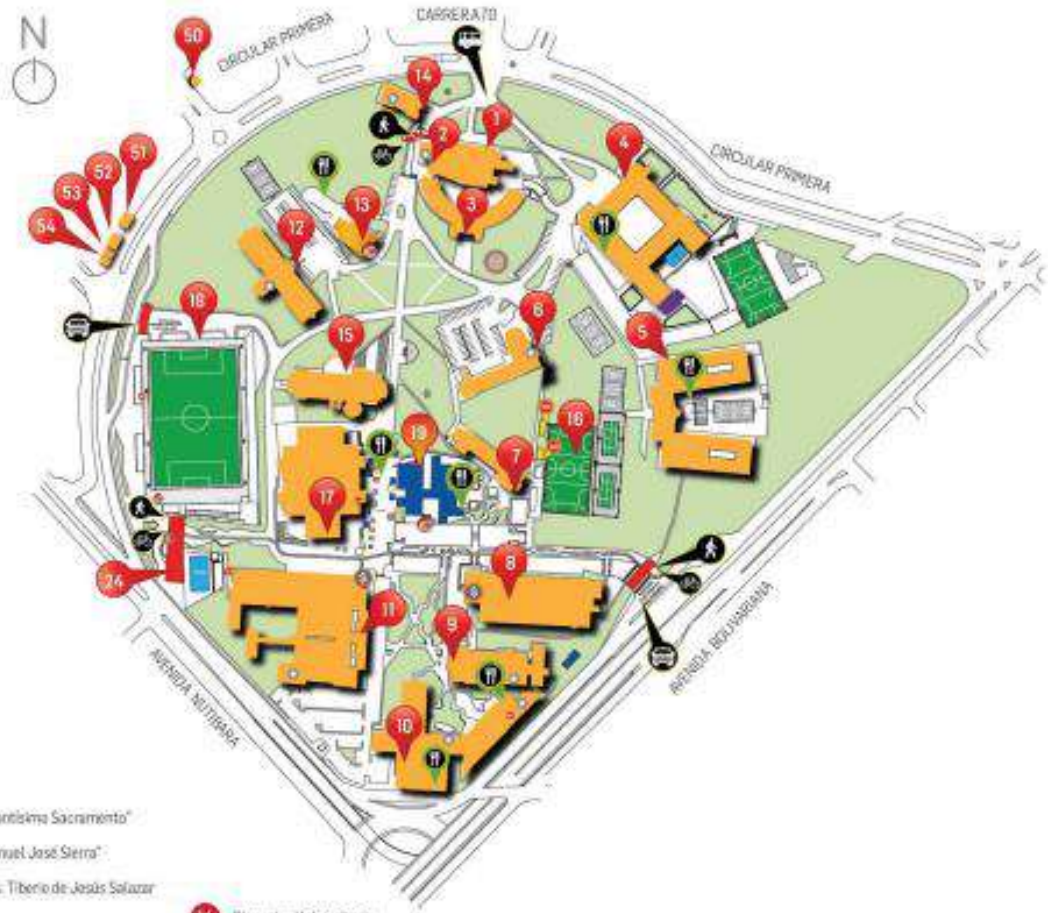 N
CARRERA 70
CIRCULAR PRIMERA
50
14
1
2
4
CIRCULAR PRIMERA
51
52
53
54
3
13
12
18
6
15
5
16
19
7
17
8
24
11
9
AVENIDA BOLIVARIANA
AVENIDA NUTIBARA
10
ntísimo Sacramento"
nuel José Sierra"
. Tiberio de Jesús Salazar